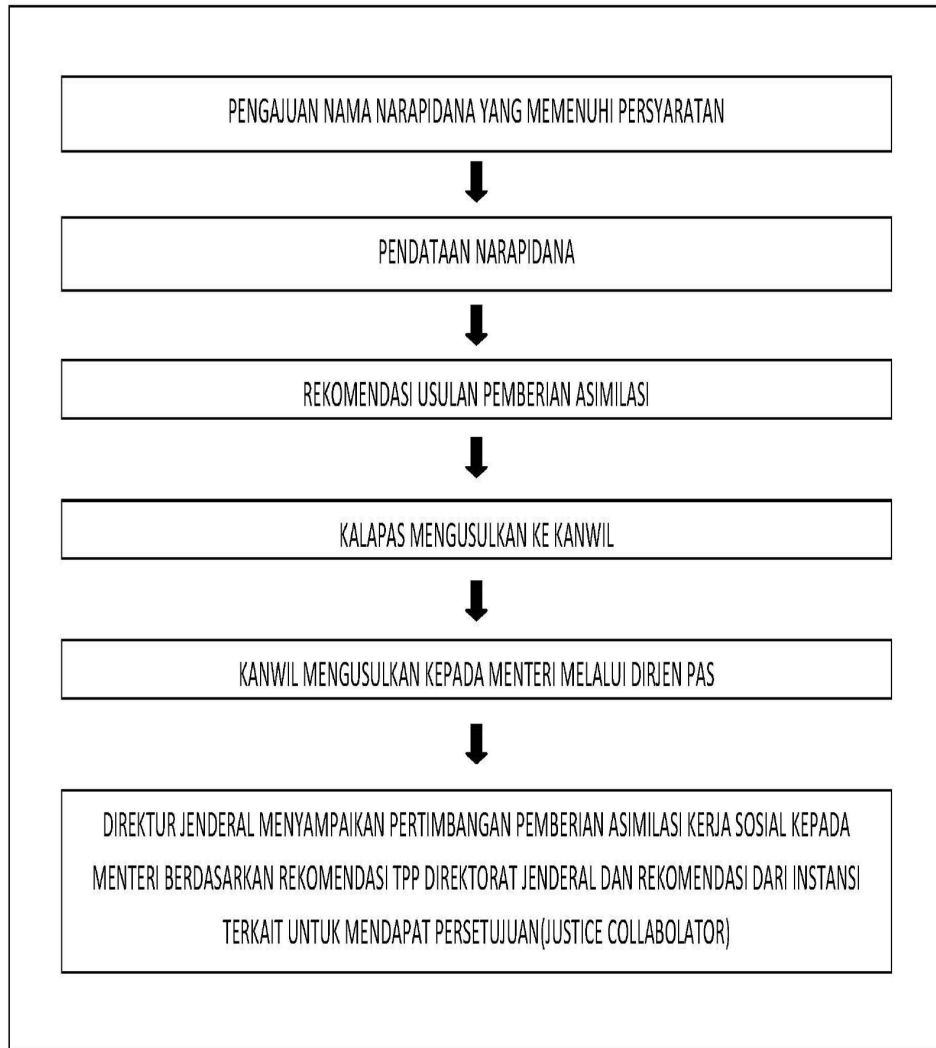 PENGAJUAN NAMA NARAPIDANA YANG MEMENUHI PERSYARATAN
PENDATAAN NARAPIDANA
REKOMENDASI USULAN PEMBERIAN ASIMILASI
KALAPAS MENGUSULKAN KE KANWIL
KANWIL MENGUSULKAN KEPADA MENTERI MELALUI DIRJEN PAS
DIREKTUR JENDERAL MENYAMPAIKAN PERTIMBANGAN PEMBERIAN ASIMILASI KERJA SOSIAL KEPADA
MENTERI BERDASARKAN REKOMENDASI TPP DIREKTORAT JENDERAL DAN REKOMENDASI DARI INSTANSI
TERKAIT UNTUK MENDAPAT PERSETUJUAN(JUSTICE COLLABOLATOR)